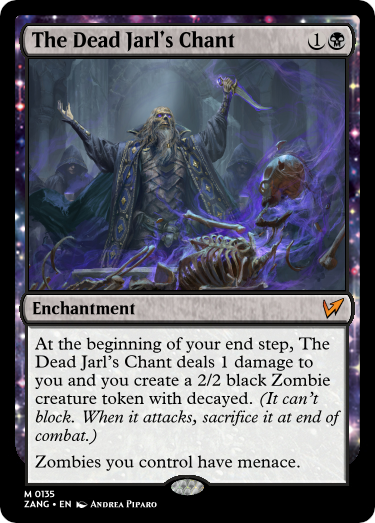 The Dead Jarl's Chant 1
Enchantment
At the beginning of your end step, The
Dead Jarl's Chant deals 1 damage to
you and you create a 2/2 black Zombie
creature token with decayed. (It can't
block. When it attacks, sacrifice it at end of
combat.)
Zombies you control have menace.
M 0135
ZANG • EN Andrea Piparo